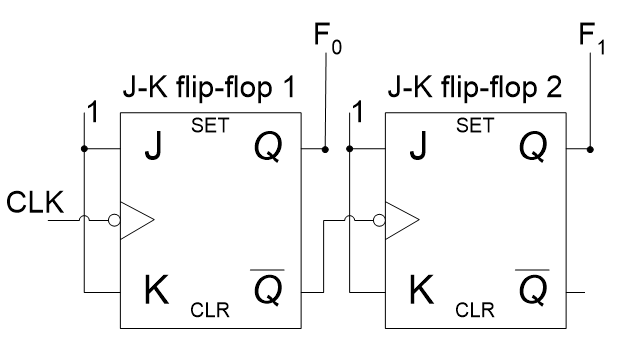 F0 F1
J-K flip-flop 1 J-K flip-flop 2
1 1
SET SET
J Q J Q
CLK
K Q̅ K Q̅
CLR CLR